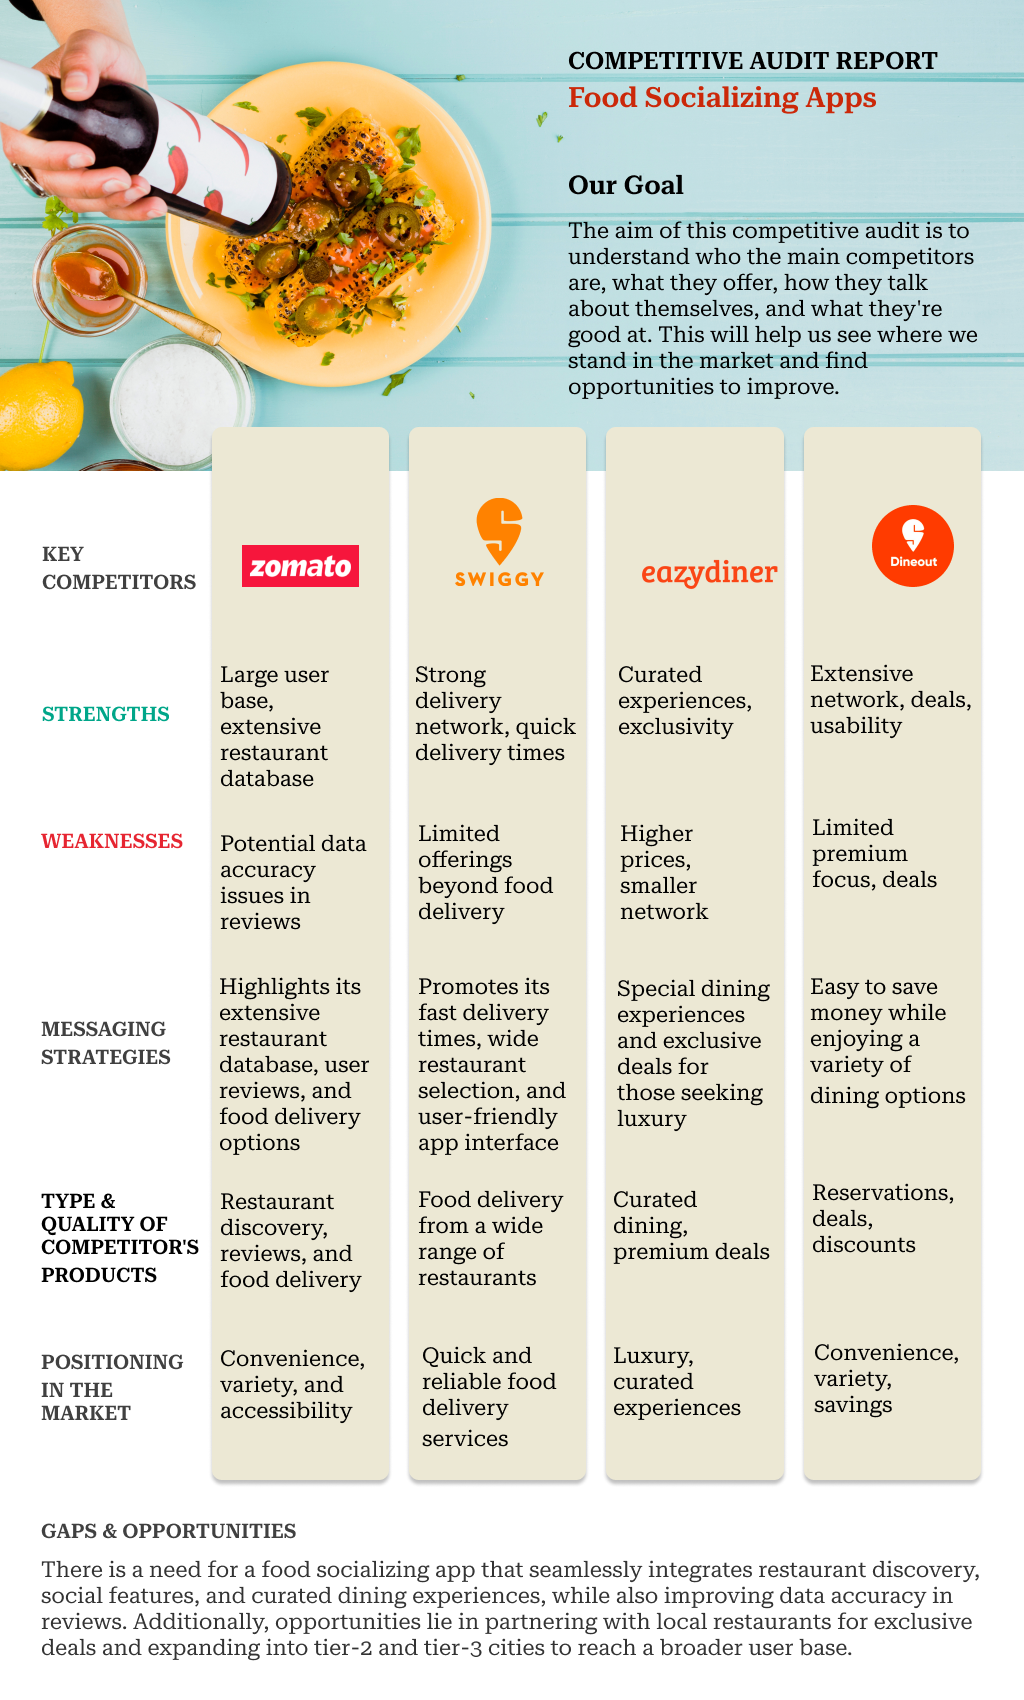 COMPETITIVE AUDIT REPORT
Food Socializing Apps
Our Goal
The aim of this competitive audit is to
understand who the main competitors
are, what they offer, how they talk
about themselves, and what they're
good at. This will help us see where we
stand in the market and find
opportunities to improve.
KEY
COMPETITORS
zomato
SWIGGY
eazydiner
Dineout
STRENGTHS
Large user
base,
extensive
restaurant
database
Strong
delivery
network, quick
delivery times
Curated
experiences,
exclusivity
Extensive
network, deals,
usability
WEAKNESSES
Potential data
accuracy
issues in
reviews
Limited
offerings
beyond food
delivery
Higher
prices,
smaller
network
Limited
premium
focus, deals
MESSAGING
STRATEGIES
Highlights its
extensive
restaurant
database, user
reviews, and
food delivery
options
Promotes its
fast delivery
times, wide
restaurant
selection, and
user-friendly
app interface
Special dining
experiences
and exclusive
deals for
those seeking
luxury
Easy to save
money while
enjoying a
variety of
dining options
TYPE &
QUALITY OF
COMPETITOR'S
PRODUCTS
Restaurant
discovery,
reviews, and
food delivery
Food delivery
from a wide
range of
restaurants
Curated
dining,
premium deals
Reservations,
deals,
discounts
POSITIONING
IN THE
MARKET
Convenience,
variety, and
accessibility
Quick and
reliable food
delivery
services
Luxury,
curated
experiences
Convenience,
variety,
savings
GAPS & OPPORTUNITIES
There is a need for a food socializing app that seamlessly integrates restaurant discovery,
social features, and curated dining experiences, while also improving data accuracy in
reviews. Additionally, opportunities lie in partnering with local restaurants for exclusive
deals and expanding into tier-2 and tier-3 cities to reach a broader user base.